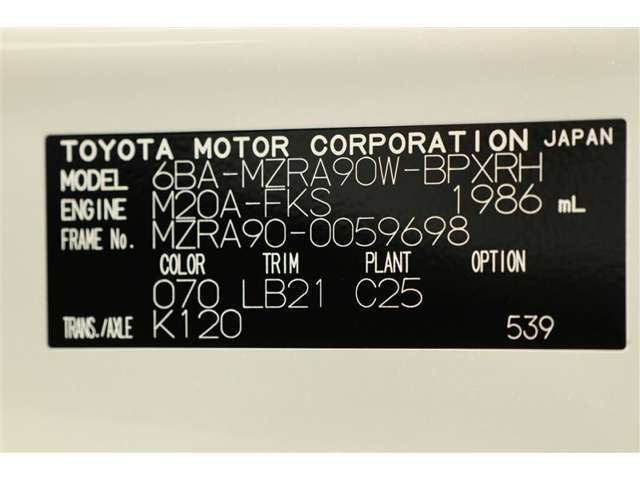 TOYOTA MOTOR CORPORATION JAPAN
MODEL 6BA-MZRA90W-BPXRH
ENGINE M20A-FKS 1986 mL
FRAME No. MZRA90-0059698
COLOR TRIM PLANT OPTION
070 LB21 C25
TRANS./AXLE K120 539